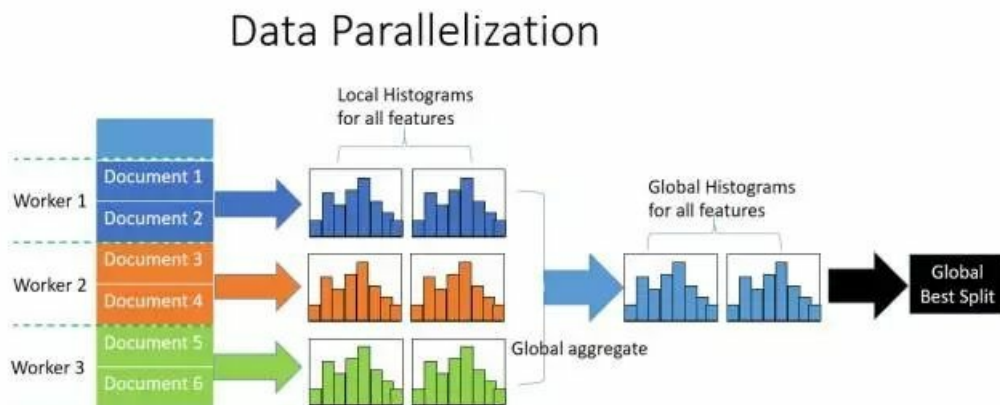 Data Parallelization
Local Histograms
for all features
Document 1
Worker 1
Document 2
Global Histograms
for all features
Document 3
Worker 2
Document 4
Global
Best Split
Document 5
Global aggregate
Worker 3
Document 6